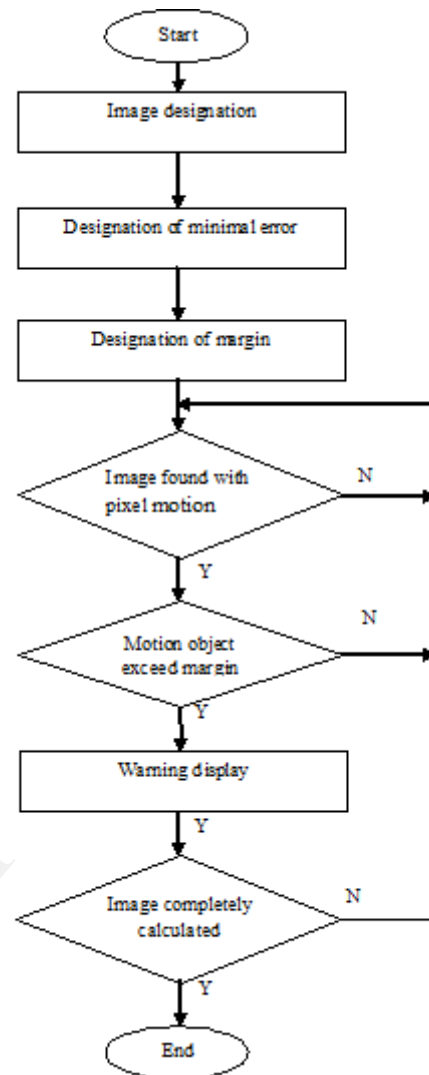 Start
Image designation
Designation of minimal error
Designation of margin
Image found with
pixel motion
N
Y
Motion object
exceed margin
N
Y
Warning display
Y
Image completely
calculated
N
Y
End